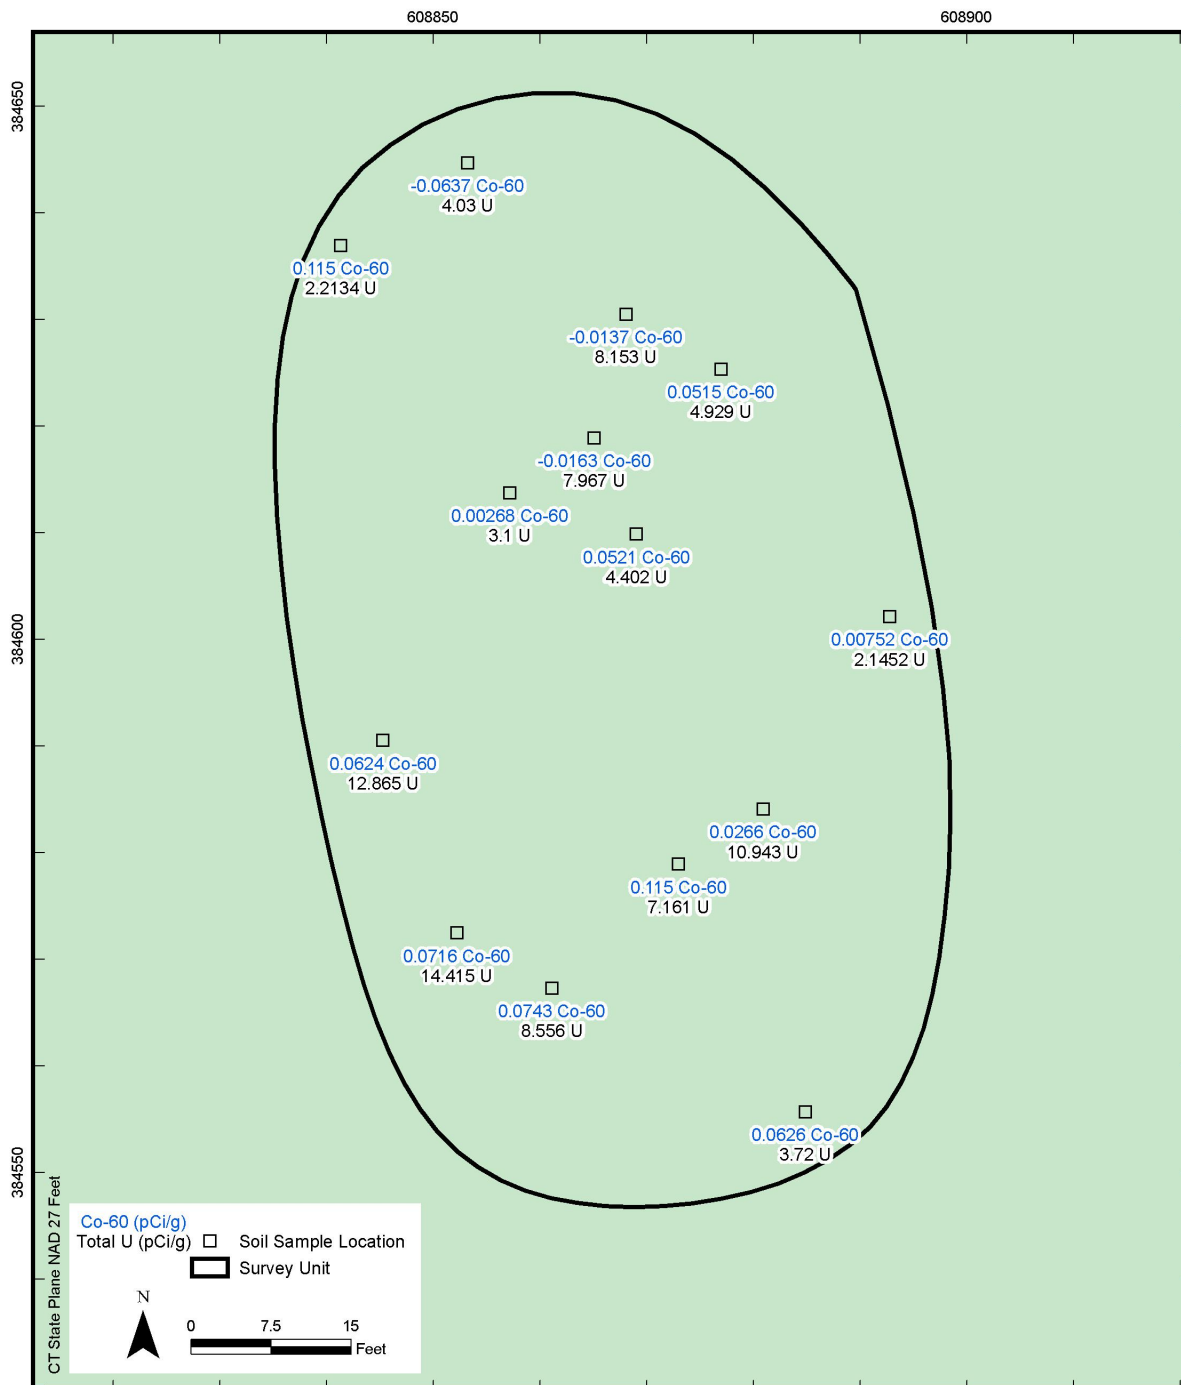 608850
608900
384650
-0.0637 Co-60
4.03 U
0.115 Co-60
2.2134 U
-0.0137 Co-60
8.153 U
0.0515 Co-60
4.929 U
-0.0163 Co-60
7.967 U
0.00268 Co-60
3.1 U
0.0521 Co-60
4.402 U
384600
0.00752 Co-60
2.1452 U
0.0624 Co-60
12.865 U
0.0266 Co-60
10.943 U
0.115 Co-60
7.161 U
0.0716 Co-60
14.415 U
0.0743 Co-60
8.556 U
0.0626 Co-60
3.72 U
384550
CT State Plane NAD 27 Feet
Co-60 (pCi/g)
Total U (pCi/g)
Soil Sample Location
Survey Unit
N
0 7.5 15
Feet